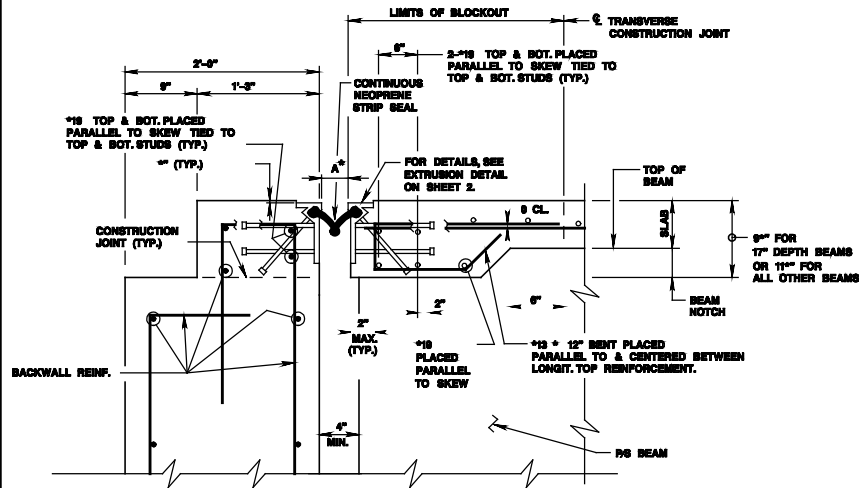 LIMITS OF BLOCKOUT
℄ TRANSVERSE
CONSTRUCTION JOINT
6"
2-*19 TOP & BOT. PLACED
PARALLEL TO SKEW TIED TO
TOP & BOT. STUDS (TYP.)
2'-0"
9"
1'-3"
CONTINUOUS
NEOPRENE
STRIP SEAL
*19 TOP & BOT. PLACED
PARALLEL TO SKEW TIED TO
TOP & BOT. STUDS (TYP.)
*" (TYP.)
A*
FOR DETAILS, SEE
EXTRUSION DETAIL
ON SHEET 2.
TOP OF
BEAM
CL.
SLAB
CONSTRUCTION
JOINT (TYP.)
9*" FOR
17" DEPTH BEAMS
OR 11*" FOR
ALL OTHER BEAMS
BEAM
NOTCH
2"
6"
2"
MAX.
(TYP.)
*19
PLACED
PARALLEL
TO SKEW
*13 * 12" BENT PLACED
PARALLEL TO & CENTERED BETWEEN
LONGIT. TOP REINFORCEMENT.
BACKWALL REINF.
4"
MIN.
P/S BEAM